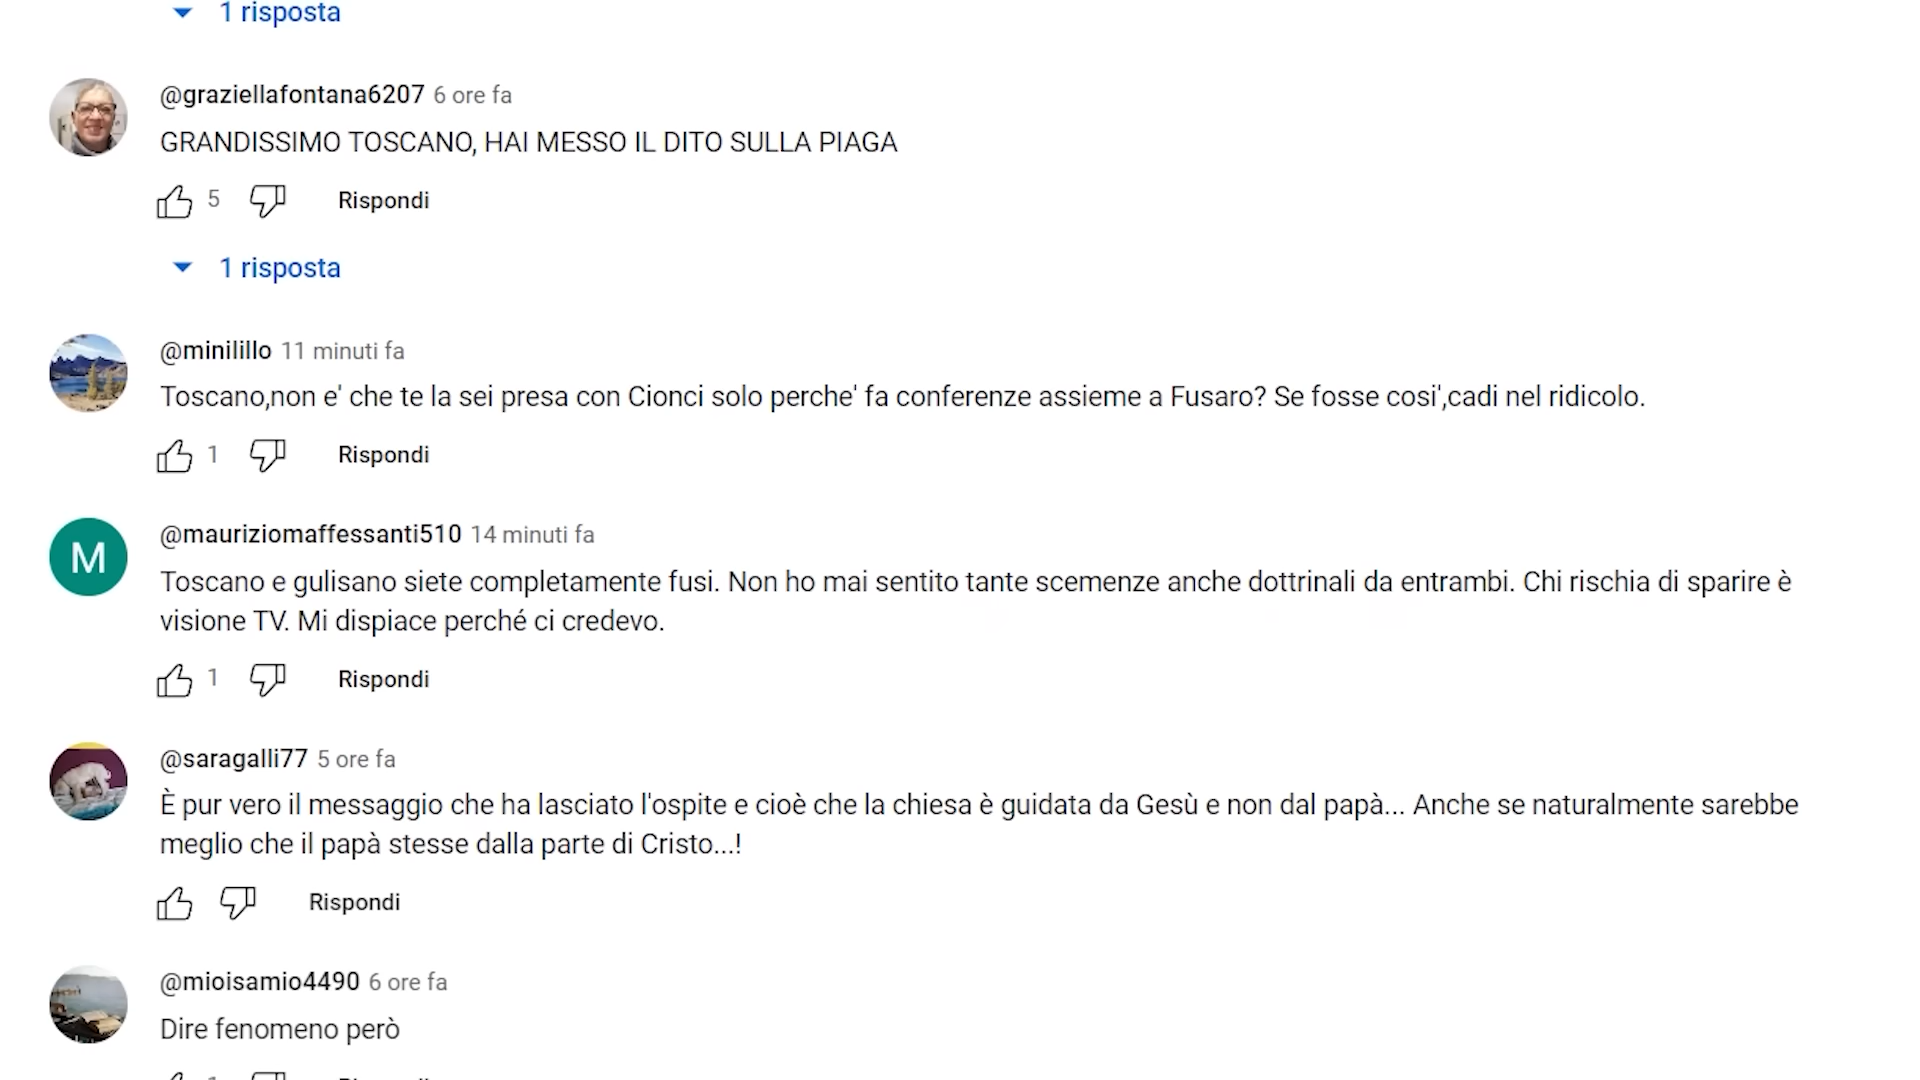 1 risposta
@graziellafontana6207 6 ore fa
GRANDISSIMO TOSCANO, HAI MESSO IL DITO SULLA PIAGA
5 Rispondi
1 risposta
@minilillo 11 minuti fa
Toscano,non e' che te la sei presa con Cionci solo perche' fa conferenze assieme a Fusaro? Se fosse cosi',cadi nel ridicolo.
1 Rispondi
M
@mauriziomaffessanti510 14 minuti fa
Toscano e gulisano siete completamente fusi. Non ho mai sentito tante scemenze anche dottrinali da entrambi. Chi rischia di sparire è
visione TV. Mi dispiace perché ci credevo.
1 Rispondi
@saragalli77 5 ore fa
È pur vero il messaggio che ha lasciato l'ospite e cioè che la chiesa è guidata da Gesù e non dal papà... Anche se naturalmente sarebbe
meglio che il papà stesse dalla parte di Cristo...!
Rispondi
@mioisamio4490 6 ore fa
Dire fenomeno però